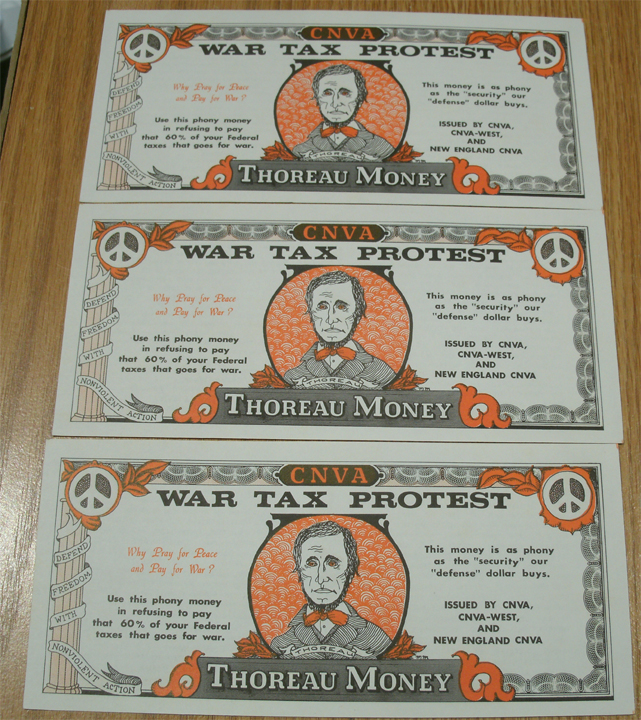 CNVA
WAR TAX PROTEST
Why Pray for Peace
and Pay for War?
Use this phony money
in refusing to pay
that 60% of your Federal
taxes that goes for war.
DEFEND
FREEDOM
WITH
NONVIOLENT ACTION
This money is as phony
as the "security" our
"defense" dollar buys.
ISSUED BY CNVA,
CNVA-WEST,
AND
NEW ENGLAND CNVA
THOREAU
THOREAU MONEY
CNVA
WAR TAX PROTEST
Why Pray for Peace
and Pay for War?
Use this phony money
in refusing to pay
that 60% of your Federal
taxes that goes for war.
DEFEND
FREEDOM
WITH
NONVIOLENT ACTION
This money is as phony
as the "security" our
"defense" dollar buys.
ISSUED BY CNVA,
CNVA-WEST,
AND
NEW ENGLAND CNVA
THOREAU
THOREAU MONEY
CNVA
WAR TAX PROTEST
Why Pray for Peace
and Pay for War?
Use this phony money
in refusing to pay
that 60% of your Federal
taxes that goes for war.
DEFEND
FREEDOM
WITH
NONVIOLENT ACTION
This money is as phony
as the "security" our
"defense" dollar buys.
ISSUED BY CNVA,
CNVA-WEST,
AND
NEW ENGLAND CNVA
THOREAU
THOREAU MONEY